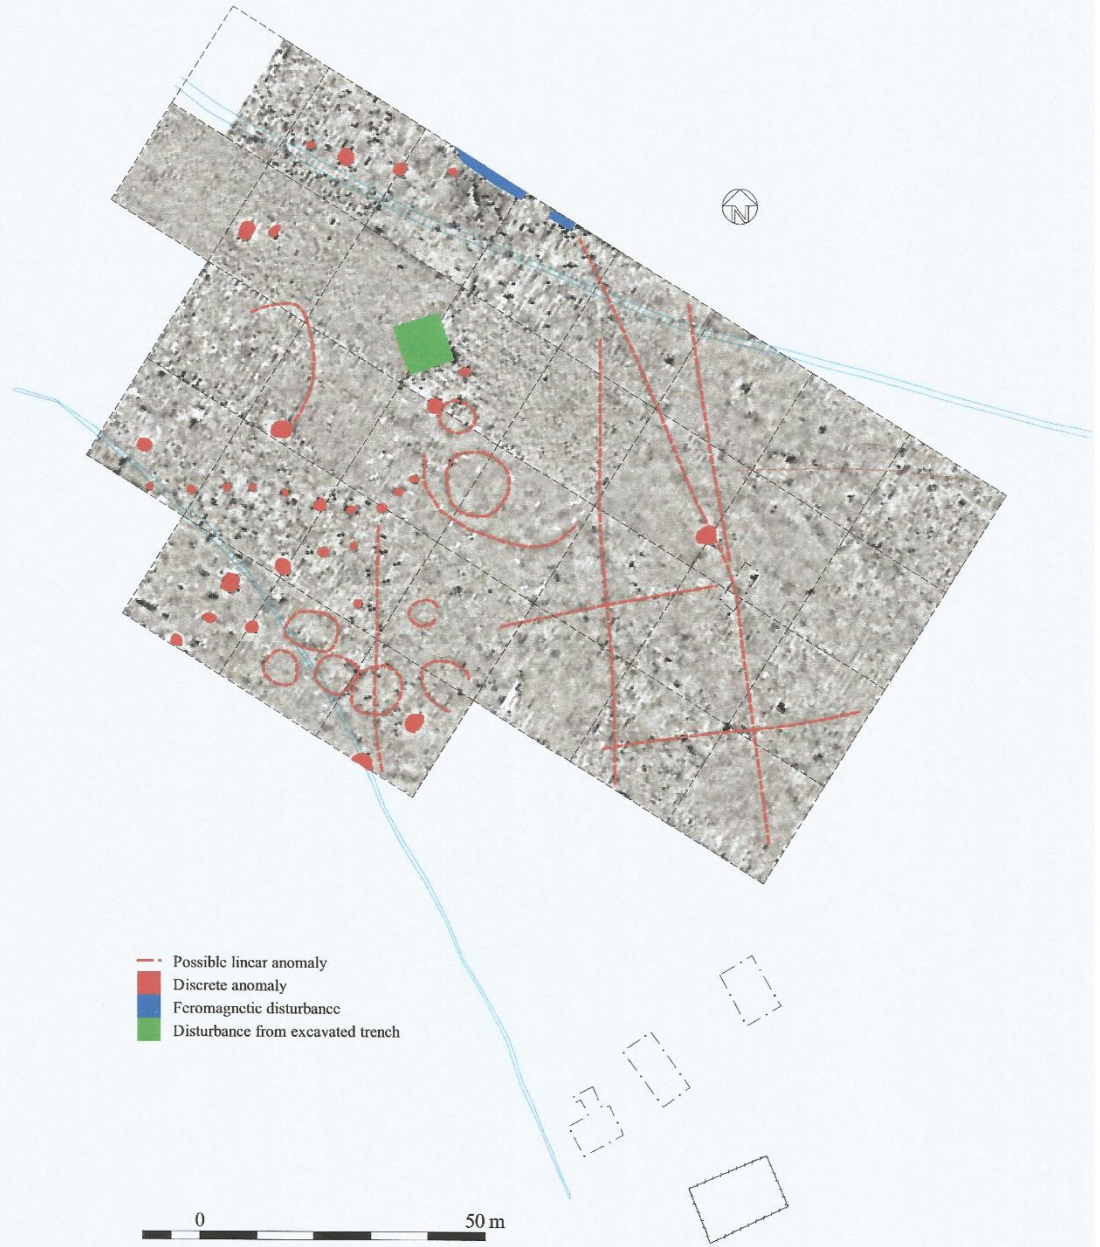 N
Possible linear anomaly
Discrete anomaly
Feromagnetic disturbance
Disturbance from excavated trench
0 50 m